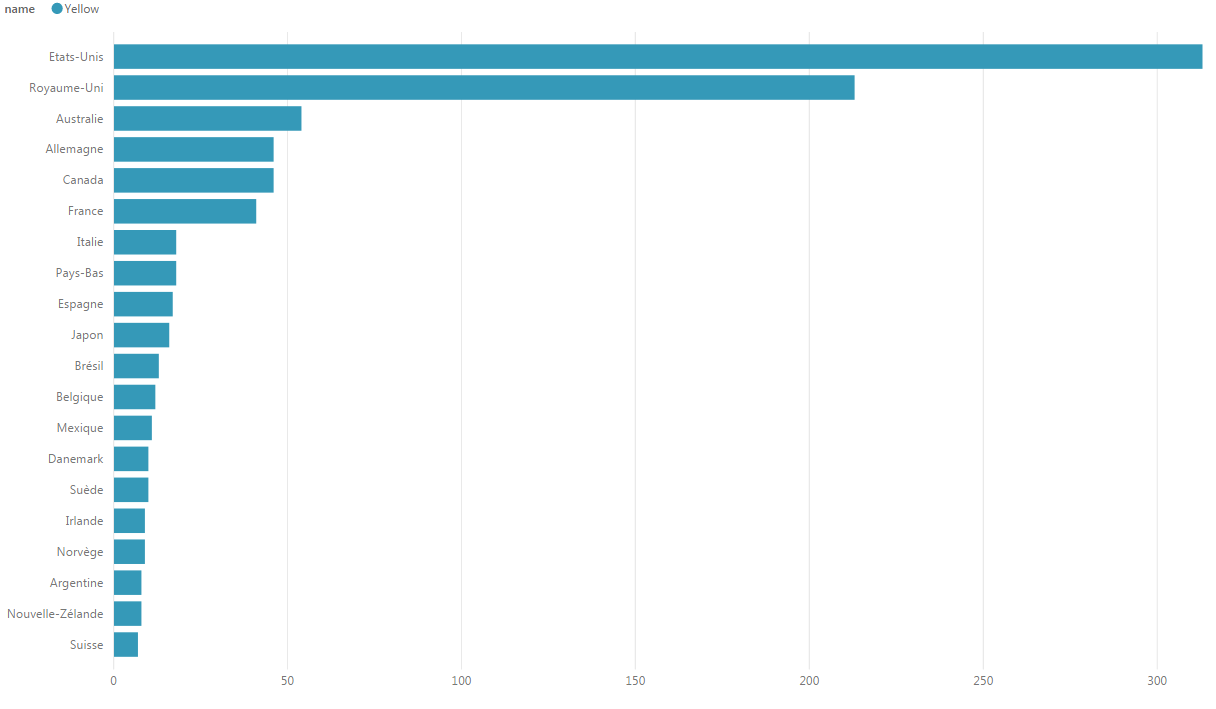 name Yellow
Etats-Unis
Royaume-Uni
Australie
Allemagne
Canada
France
Italie
Pays-Bas
Espagne
Japon
Brésil
Belgique
Mexique
Danemark
Suède
Irlande
Norvège
Argentine
Nouvelle-Zélande
Suisse
0 50 100 150 200 250 300